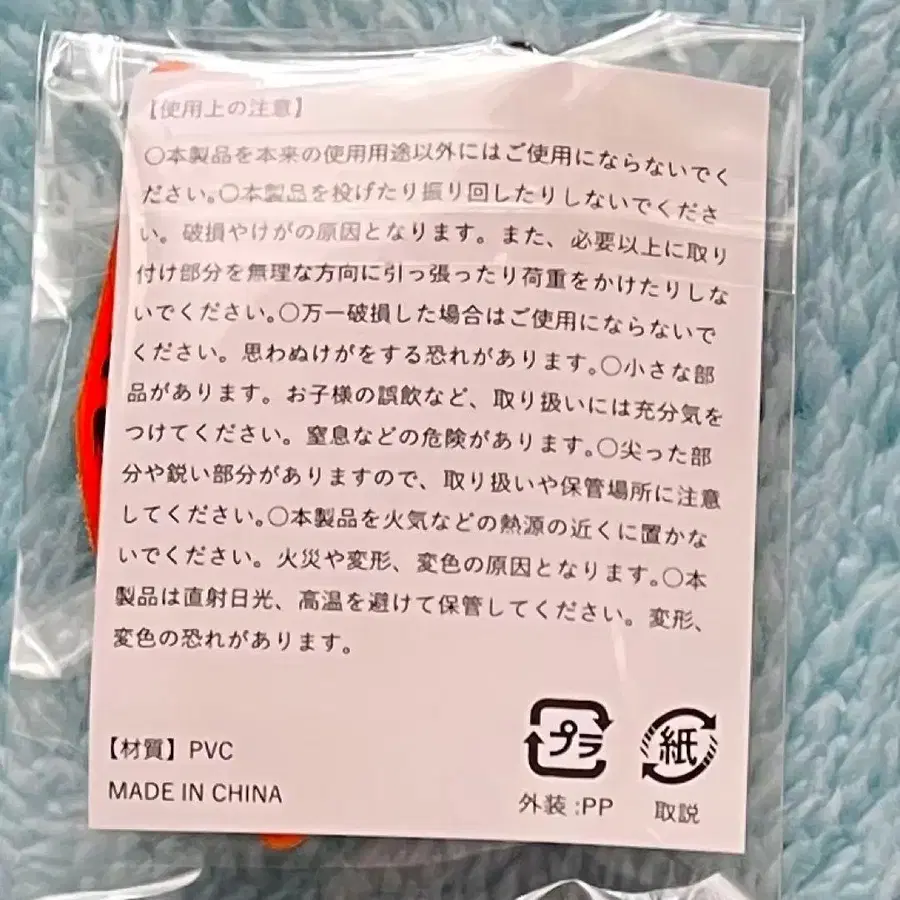 【使用上の注意】
○本製品を本来の使用用途以外にはご使用にならないでく
ださい。○本製品を投げたり振り回したりしないでくださ
い。破損やけがの原因となります。また、必要以上に取り
付け部分を無理な方向に引っ張ったり荷重をかけたりしな
いでください。○万一破損した場合はご使用にならないで
ください。思わぬけがをする恐れがあります。○小さな部
品があります。お子様の誤飲など、取り扱いには充分気を
つけてください。窒息などの危険があります。○尖った部
分や鋭い部分がありますので、取り扱いや保管場所に注意
してください。○本製品を火気などの熱源の近くに置かな
いでください。火災や変形、変色の原因となります。○本
製品は直射日光、高温を避けて保管してください。変形、
変色の恐れがあります。
【材質】PVC
MADE IN CHINA
プラ
外装:PP
紙
取説